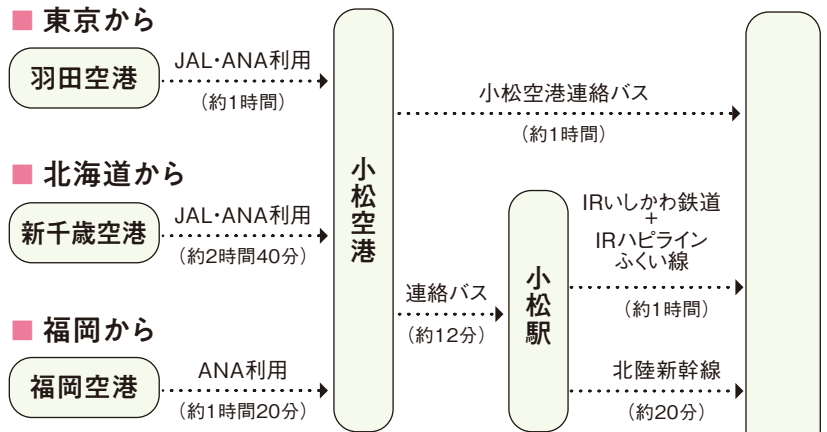 ■ 東京から
羽田空港
JAL・ANA利用
(約1時間)
■ 北海道から
新千歳空港
JAL・ANA利用
(約2時間40分)
■ 福岡から
福岡空港
ANA利用
(約1時間20分)
小松空港
小松空港連絡バス
(約1時間)
連絡バス
(約12分)
小松駅
IRいしかわ鉄道
+
IRハピライン
ふくい線
(約1時間)
北陸新幹線
(約20分)